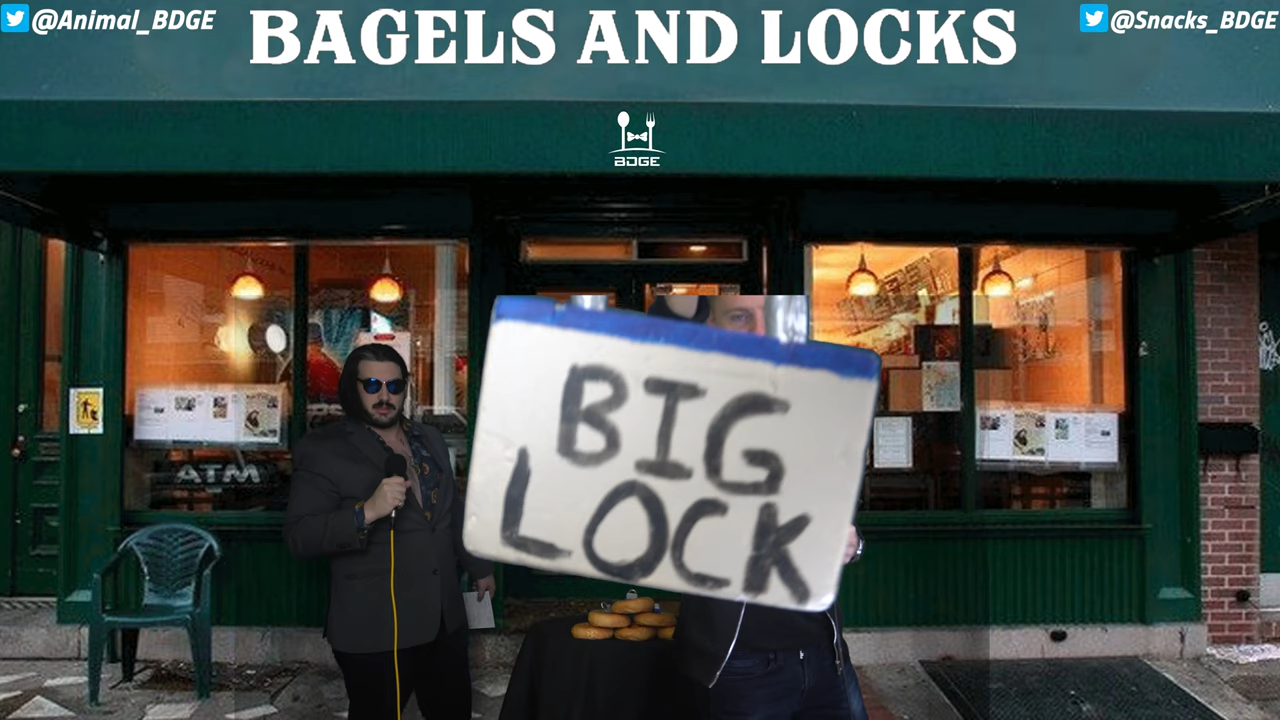 @Animal_BDGE
BAGELS AND LOCKS
@Snacks_BDGE
BDGE
BIG
LOCK
ATM